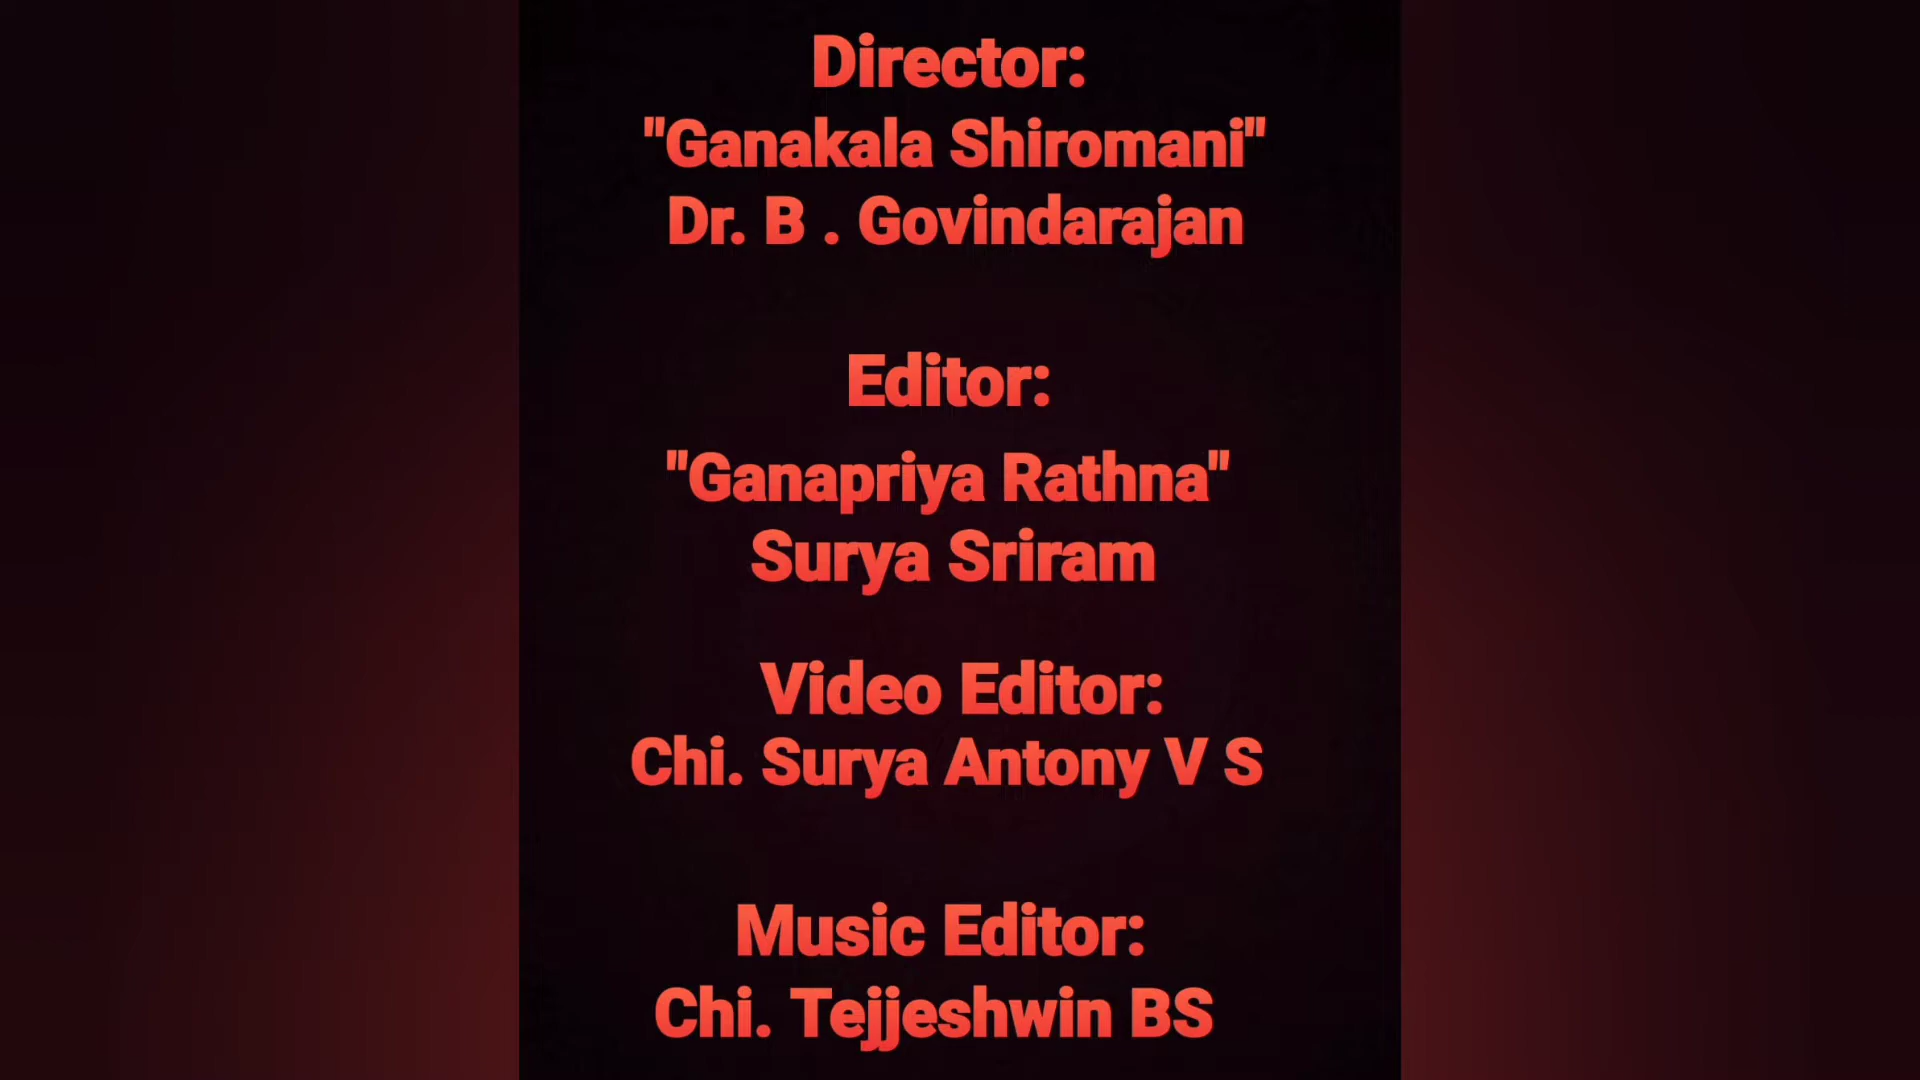 Director:
"Ganakala Shiromani"
Dr. B . Govindarajan
Editor:
"Ganapriya Rathna"
Surya Sriram
Video Editor:
Chi. Surya Antony V S
Music Editor:
Chi. Tejjeshwin BS